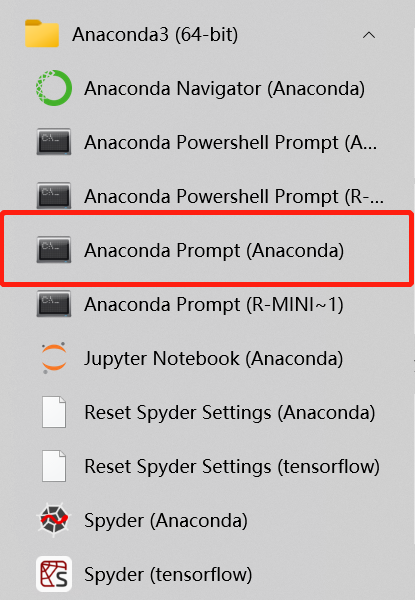 Anaconda3 (64-bit)
Anaconda Navigator (Anaconda)
Anaconda Powershell Prompt (A...
Anaconda Powershell Prompt (R-...
Anaconda Prompt (Anaconda)
Anaconda Prompt (R-MINI~1)
Jupyter Notebook (Anaconda)
Reset Spyder Settings (Anaconda)
Reset Spyder Settings (tensorflow)
Spyder (Anaconda)
Spyder (tensorflow)